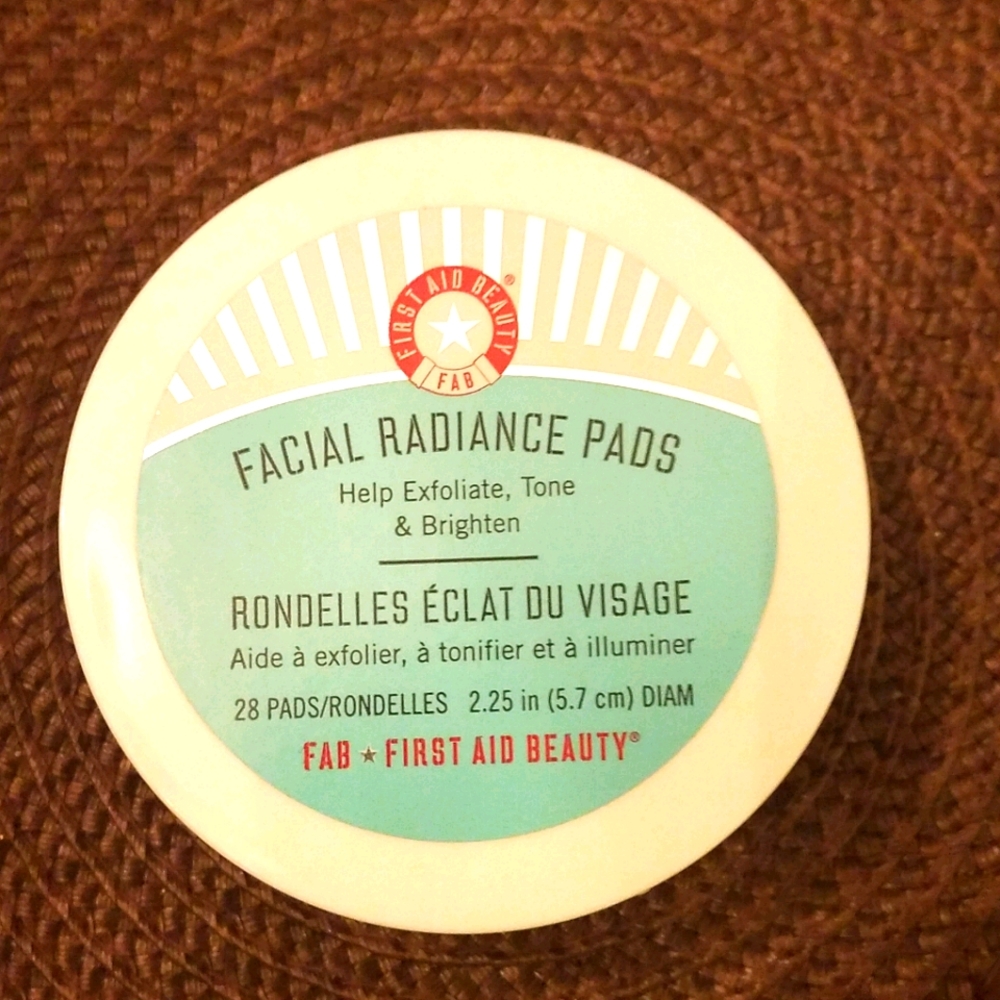 FIRST AID BEAUTY®
FAB
FACIAL RADIANCE PADS
Help Exfoliate, Tone
& Brighten
RONDELLES ÉCLAT DU VISAGE
Aide à exfolier, à tonifier et à illuminer
28 PADS/RONDELLES 2.25 in (5.7 cm) DIAM
FAB ★ FIRST AID BEAUTY®